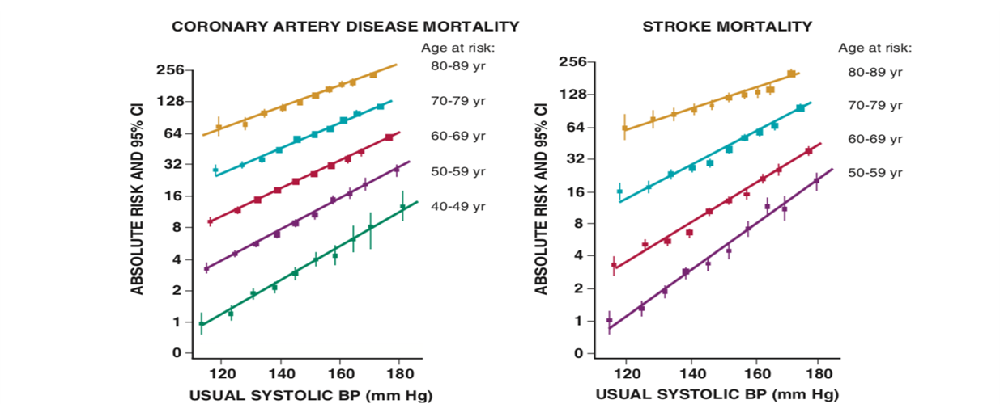 CORONARY ARTERY DISEASE MORTALITY
Age at risk:
80-89 yr
70-79 yr
60-69 yr
50-59 yr
40-49 yr
ABSOLUTE RISK AND 95% CI
256
128
64
32
16
8
4
2
1
0
120 140 160 180
USUAL SYSTOLIC BP (mm Hg)
STROKE MORTALITY
Age at risk:
80-89 yr
70-79 yr
60-69 yr
50-59 yr
ABSOLUTE RISK AND 95% CI
256
128
64
32
16
8
4
2
1
0
120 140 160 180
USUAL SYSTOLIC BP (mm Hg)